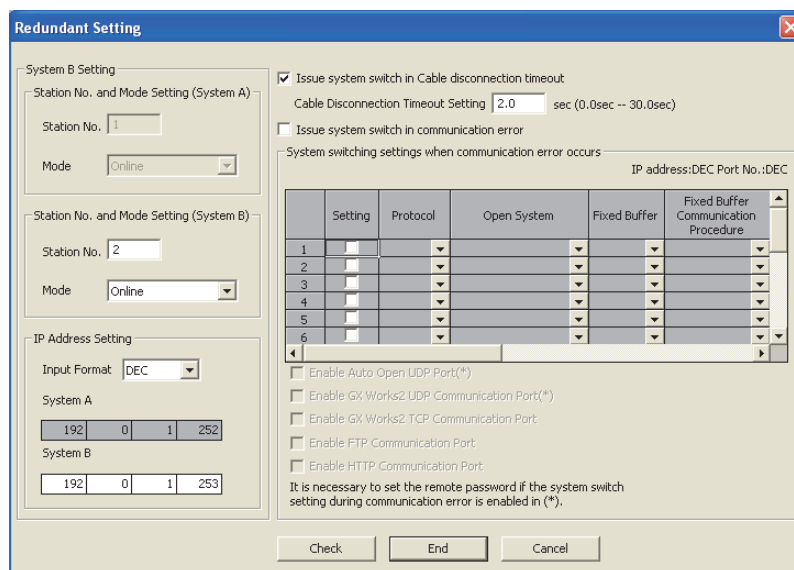 Redundant Setting
System B Setting
Station No. and Mode Setting (System A)
Station No. 1
Mode Online
Station No. and Mode Setting (System B)
Station No. 2
Mode Online
IP Address Setting
Input Format DEC
System A
192 0 1 252
System B
192 0 1 253
Issue system switch in Cable disconnection timeout
Cable Disconnection Timeout Setting 2.0 sec (0.0sec -- 30.0sec)
Issue system switch in communication error
System switching settings when communication error occurs
IP address:DEC Port No.:DEC
Setting Protocol Open System Fixed Buffer Fixed Buffer Communication Procedure
1
2
3
4
5
6
Enable Auto Open UDP Port(*)
Enable GX Works2 UDP Communication Port(*)
Enable GX Works2 TCP Communication Port
Enable FTP Communication Port
Enable HTTP Communication Port
It is necessary to set the remote password if the system switch
setting during communication error is enabled in (*).
Check End Cancel